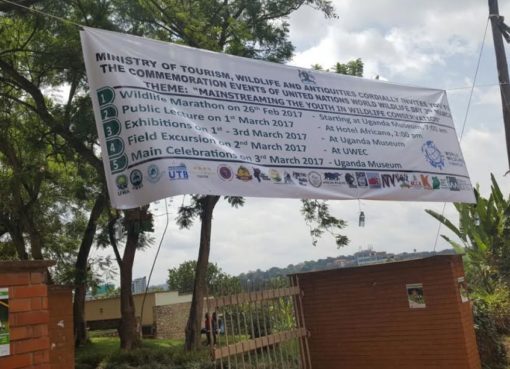 MINISTRY OF TOURISM, WILDLIFE AND ANTIQUITIES CORDIALLY INVITES YOU TO
THE COMMEMORATION EVENTS OF UNITED NATIONS WORLD WILDLIFE DAY
THEME: "MAINSTREAMING THE YOUTH IN WILDLIFE CONSERVATION"
1 Wildlife Marathon on 26th Feb 2017 - Starting at Uganda Museum, 7:00 am
2 Public Lecture on 1st March 2017 - At Hotel Africana, 2:00 pm
3 Exhibitions on 1st - 3rd March 2017 - At Uganda Museum
4 Field Excursion on 2nd March 2017 - At UWEC
5 Main Celebrations on 3rd March 2017 - Uganda Museum
UTB